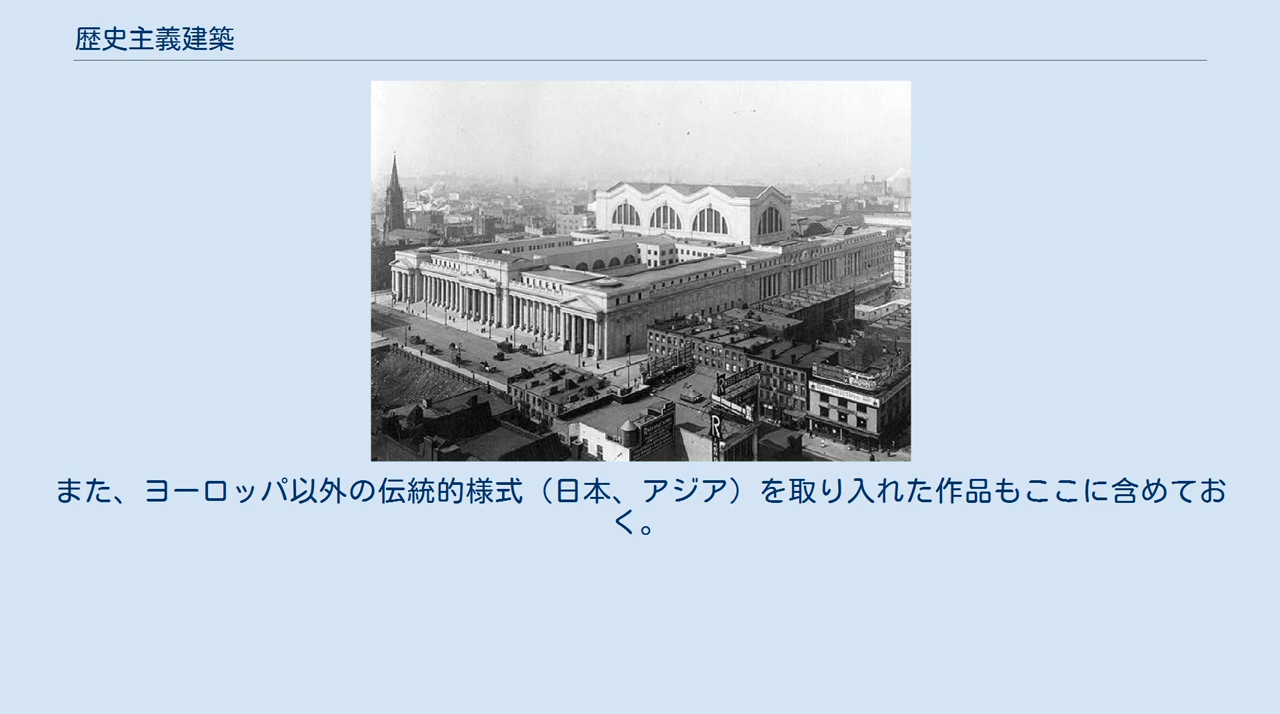 歴史主義建築
また、ヨーロッパ以外の伝統的様式（日本、アジア）を取り入れた作品もここに含めてお
く。